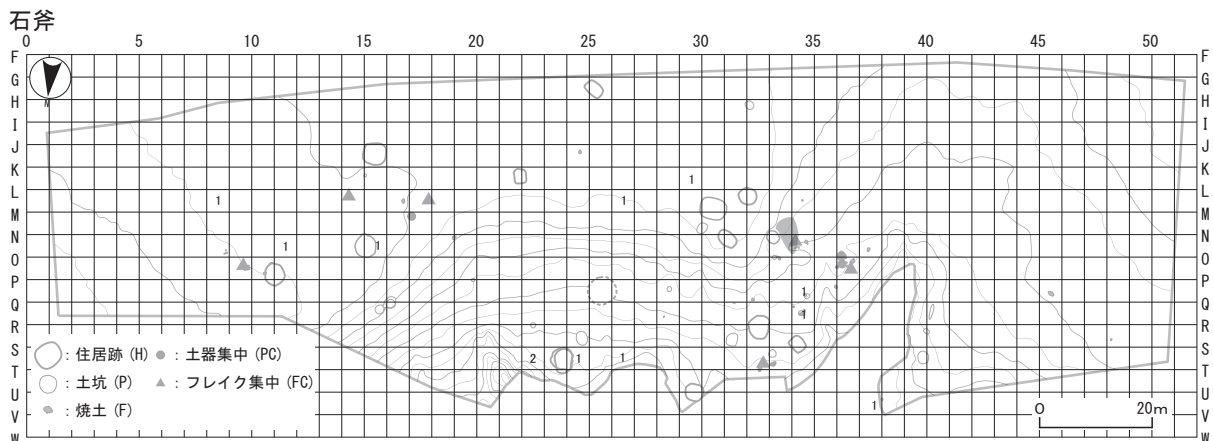 石斧
0 5 10 15 20 25 30 35 40 45 50
F F
G G
H H
I I
J J
K K
1
L L
1 1
M M
N N
1 1
O O
P P
1
Q Q
1
R R
S S
2 1 1
T T
U U
1
V V
W W
N
：住居跡 (H)
：土器集中 (PC)
：土坑 (P)
：フレイク集中 (FC)
：焼土 (F)
0 20m